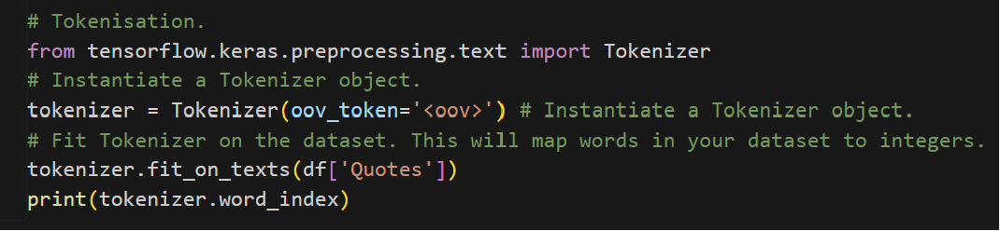 # Tokenisation.
from tensorflow.keras.preprocessing.text import Tokenizer
# Instantiate a Tokenizer object.
tokenizer = Tokenizer(oov_token='<oov>') # Instantiate a Tokenizer object.
# Fit Tokenizer on the dataset. This will map words in your dataset to integers.
tokenizer.fit_on_texts(df['Quotes'])
print(tokenizer.word_index)